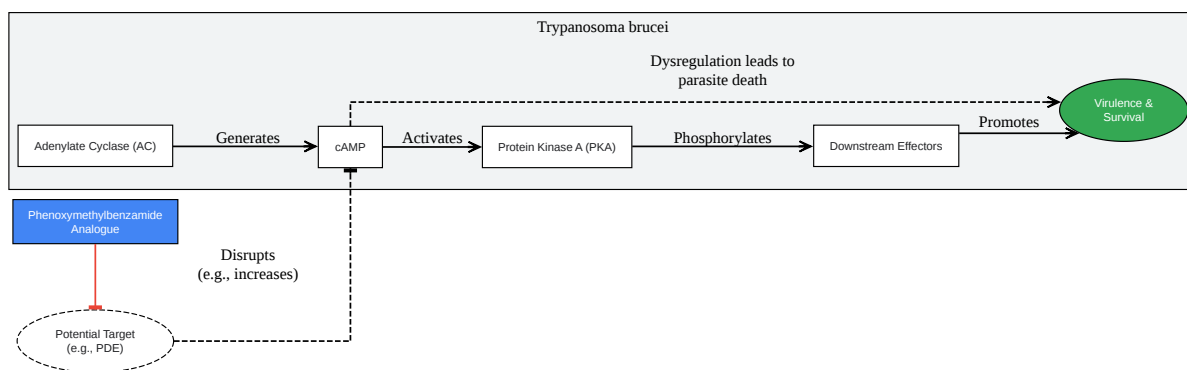 Trypanosoma brucei
Dysregulation leads to
parasite death
Virulence &
Survival
Adenylate Cyclase (AC)
Generates
cAMP
Activates
Protein Kinase A (PKA)
Phosphorylates
Downstream Effectors
Promotes
Phenoxymethylbenzamide
Analogue
Disrupts
(e.g., increases)
Potential Target
(e.g., PDE)